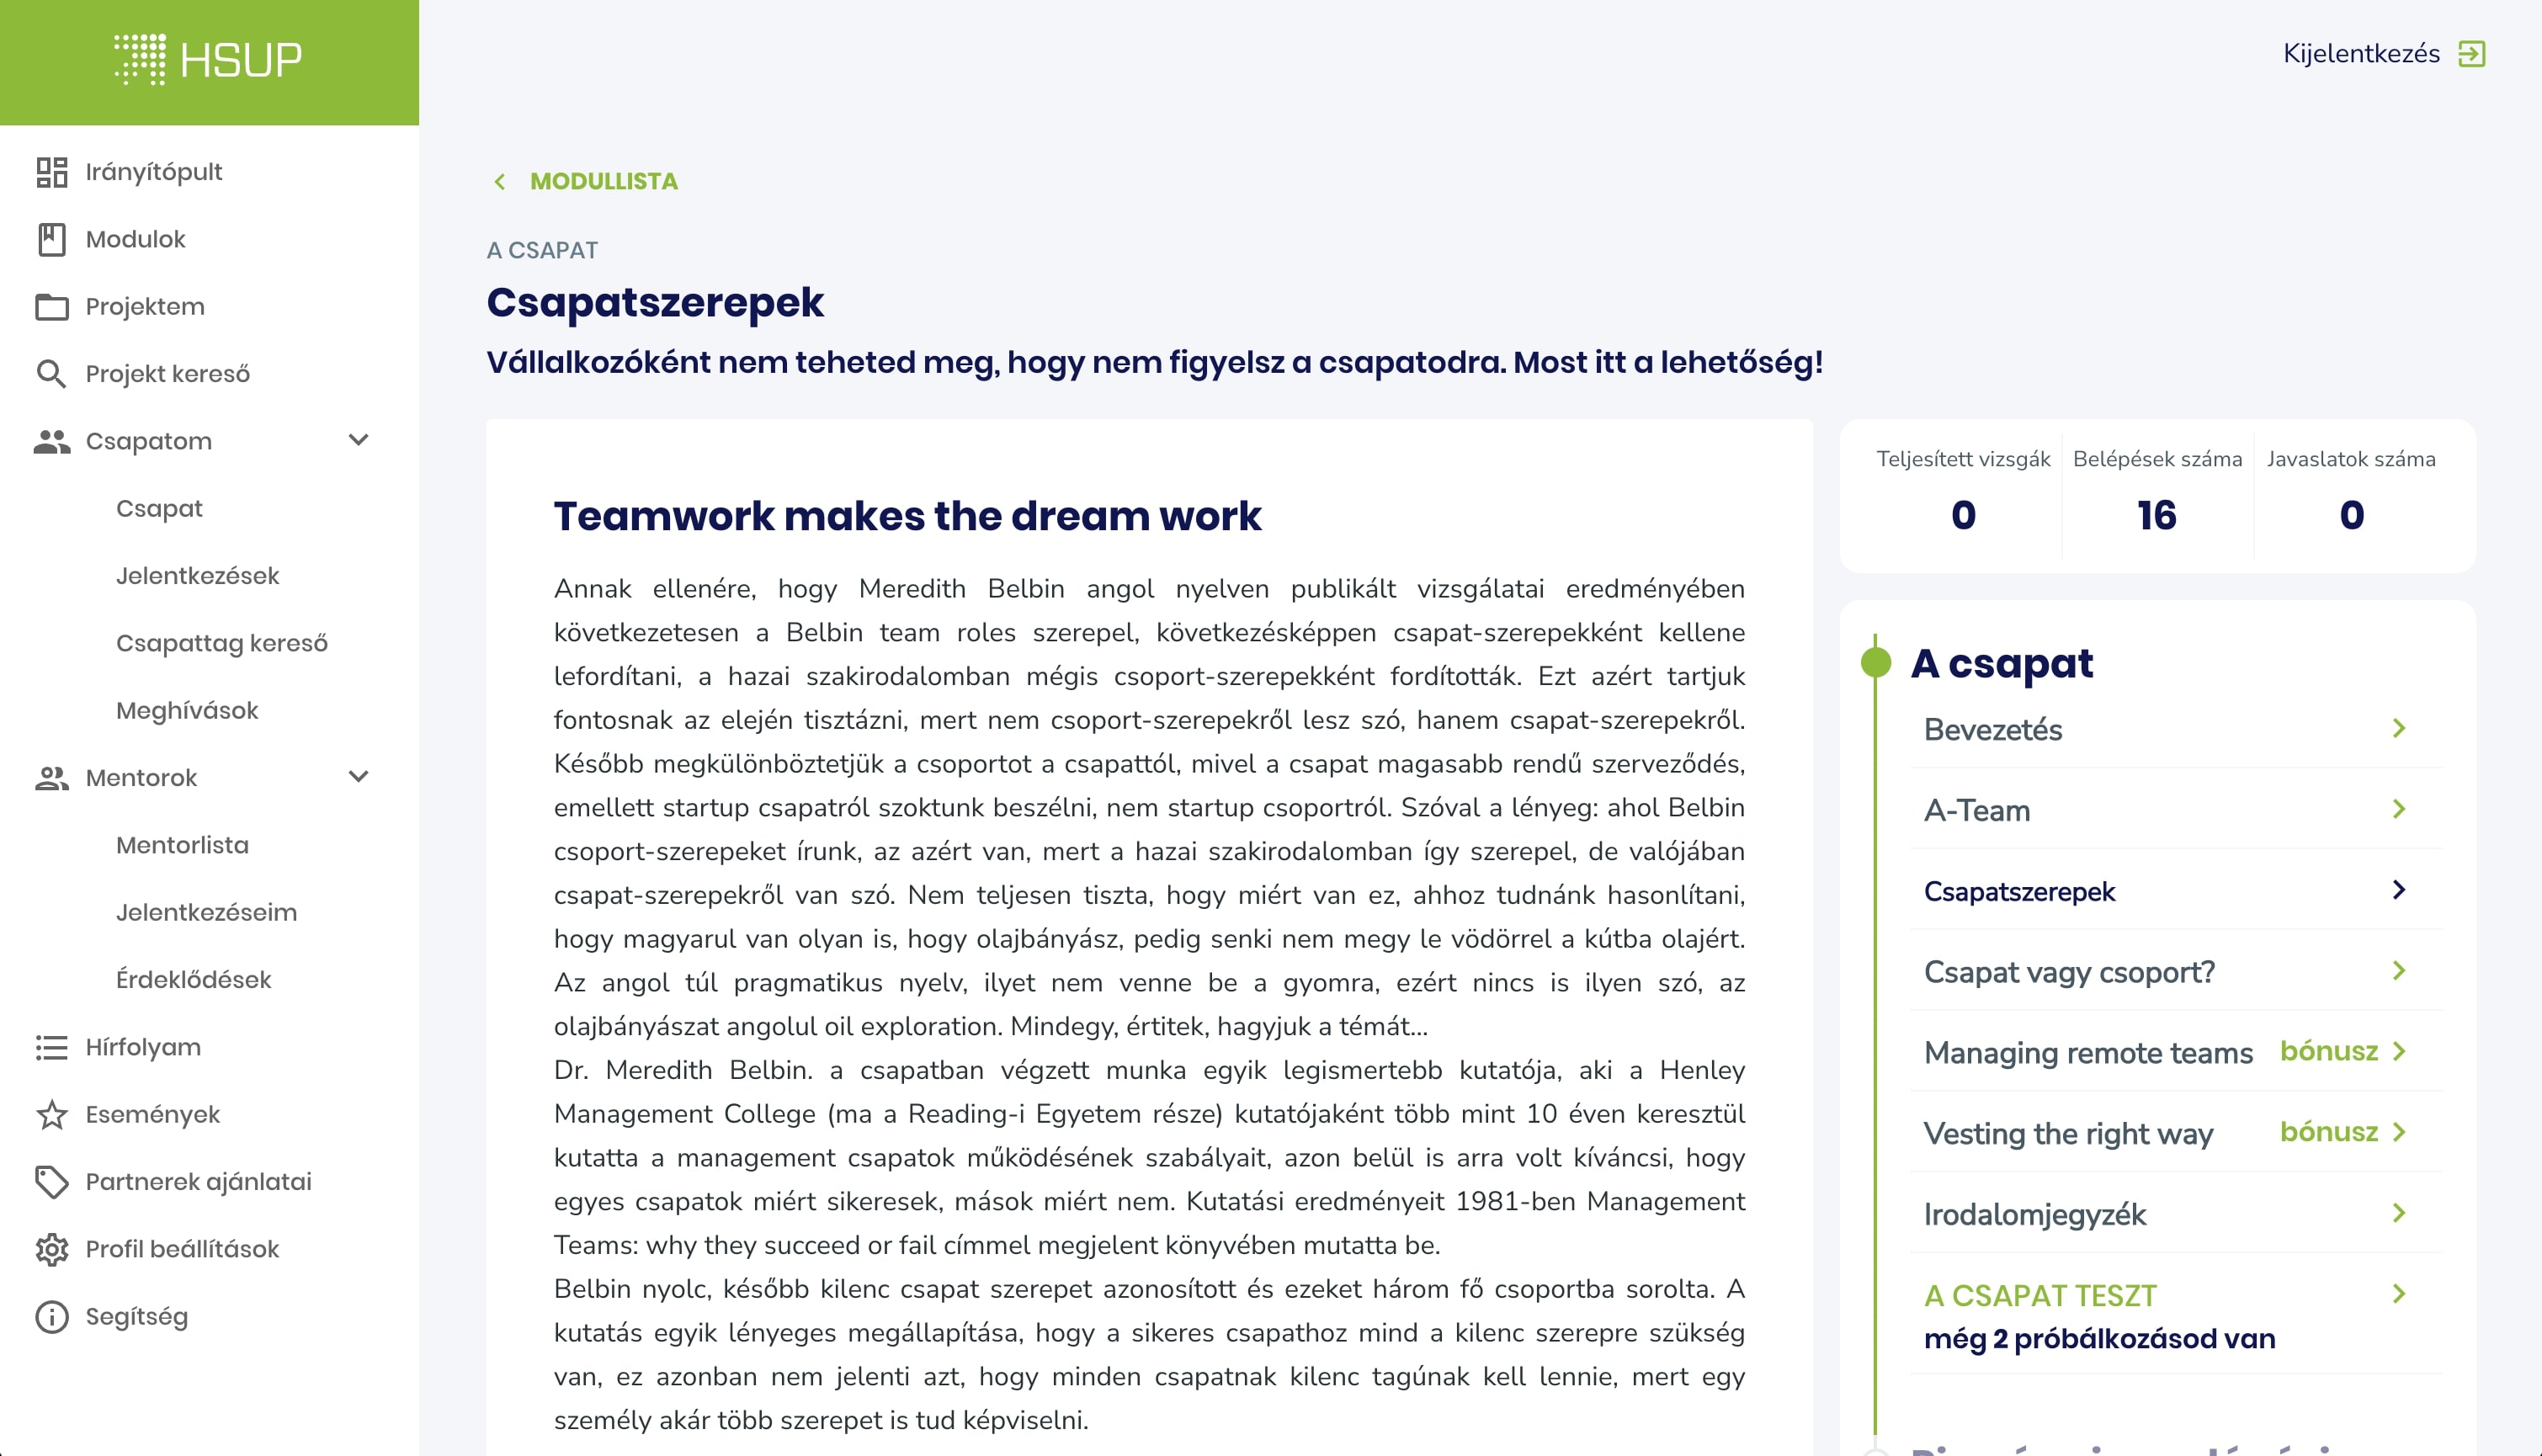 HSUP
Kijelentkezés
Irányítópult
Modulok
Projektem
Projekt kereső
Csapatom
Csapat
Jelentkezések
Csapattag kereső
Meghívások
Mentorok
Mentorlista
Jelentkezéseim
Érdeklődések
Hírfolyam
Események
Partnerek ajánlatai
Profil beállítások
Segítség
MODULLISTA
A CSAPAT
Csapatszerepek
Vállalkozóként nem teheted meg, hogy nem figyelsz a csapatodra. Most itt a lehetőség!
Teamwork makes the dream work
Annak ellenére, hogy Meredith Belbin angol nyelven publikált vizsgálatai eredményében
következetesen a Belbin team roles szerepel, következésképpen csapat-szerepekként kellene
lefordítani, a hazai szakirodalomban mégis csoport-szerepekként fordították. Ezt azért tartjuk
fontosnak az elején tisztázni, mert nem csoport-szerepekről lesz szó, hanem csapat-szerepekről.
Később megkülönböztetjük a csoportot a csapattól, mivel a csapat magasabb rendű szerveződés,
emellett startup csapatról szoktunk beszélni, nem startup csoportról. Szóval a lényeg: ahol Belbin
csoport-szerepeket írunk, az azért van, mert a hazai szakirodalomban így szerepel, de valójában
csapat-szerepekről van szó. Nem teljesen tiszta, hogy miért van ez, ahhoz tudnánk hasonlítani,
hogy magyarul van olyan is, hogy olajbányász, pedig senki nem megy le vödörrel a kútba olajért.
Az angol túl pragmatikus nyelv, ilyet nem venne be a gyomra, ezért nincs is ilyen szó, az
olajbányászat angolul oil exploration. Mindegy, értitek, hagyjuk a témát...
Dr. Meredith Belbin. a csapatban végzett munka egyik legismertebb kutatója, aki a Henley
Management College (ma a Reading-i Egyetem része) kutatójaként több mint 10 éven keresztül
kutatta a management csapatok működésének szabályait, azon belül is arra volt kíváncsi, hogy
egyes csapatok miért sikeresek, mások miért nem. Kutatási eredményeit 1981-ben Management
Teams: why they succeed or fail címmel megjelent könyvében mutatta be.
Belbin nyolc, később kilenc csapat szerepet azonosított és ezeket három fő csoportba sorolta. A
kutatás egyik lényeges megállapítása, hogy a sikeres csapathoz mind a kilenc szerepre szükség
van, ez azonban nem jelenti azt, hogy minden csapatnak kilenc tagúnak kell lennie, mert egy
személy akár több szerepet is tud képviselni.
Teljesített vizsgák Belépések száma Javaslatok száma
0 16 0
A csapat
Bevezetés
A-Team
Csapatszerepek
Csapat vagy csoport?
Managing remote teams bónusz
Vesting the right way bónusz
Irodalomjegyzék
A CSAPAT TESZT
még 2 próbálkozásod van